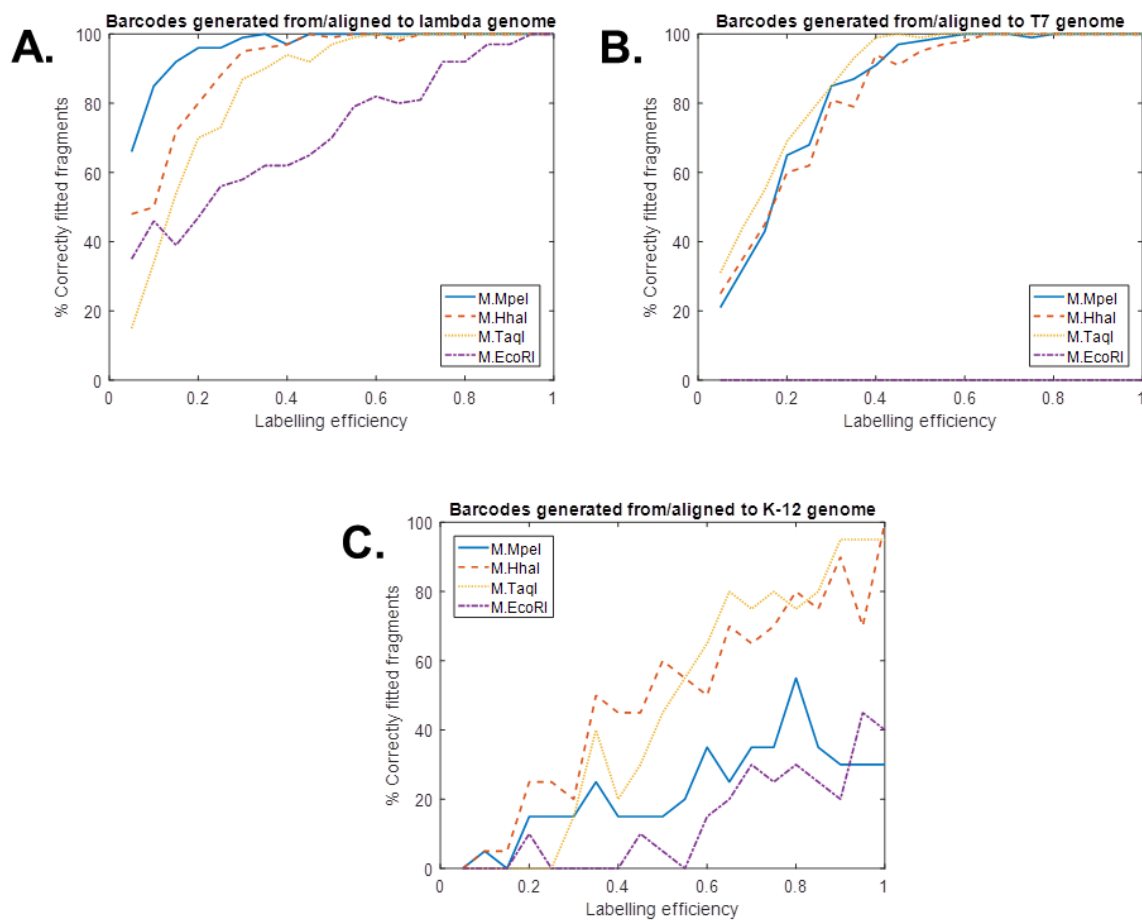 A.
Barcodes generated from/aligned to lambda genome
100
80
60
40
20
0
% Correctly fitted fragments
M.MpeI
M.HhaI
M.TaqI
M.EcoRI
0 0.2 0.4 0.6 0.8 1
Labelling efficiency
B.
Barcodes generated from/aligned to T7 genome
100
80
60
40
20
0
% Correctly fitted fragments
M.MpeI
M.HhaI
M.TaqI
M.EcoRI
0 0.2 0.4 0.6 0.8 1
Labelling efficiency
C.
Barcodes generated from/aligned to K-12 genome
100
80
60
40
20
0
% Correctly fitted fragments
M.MpeI
M.HhaI
M.TaqI
M.EcoRI
0 0.2 0.4 0.6 0.8 1
Labelling efficiency